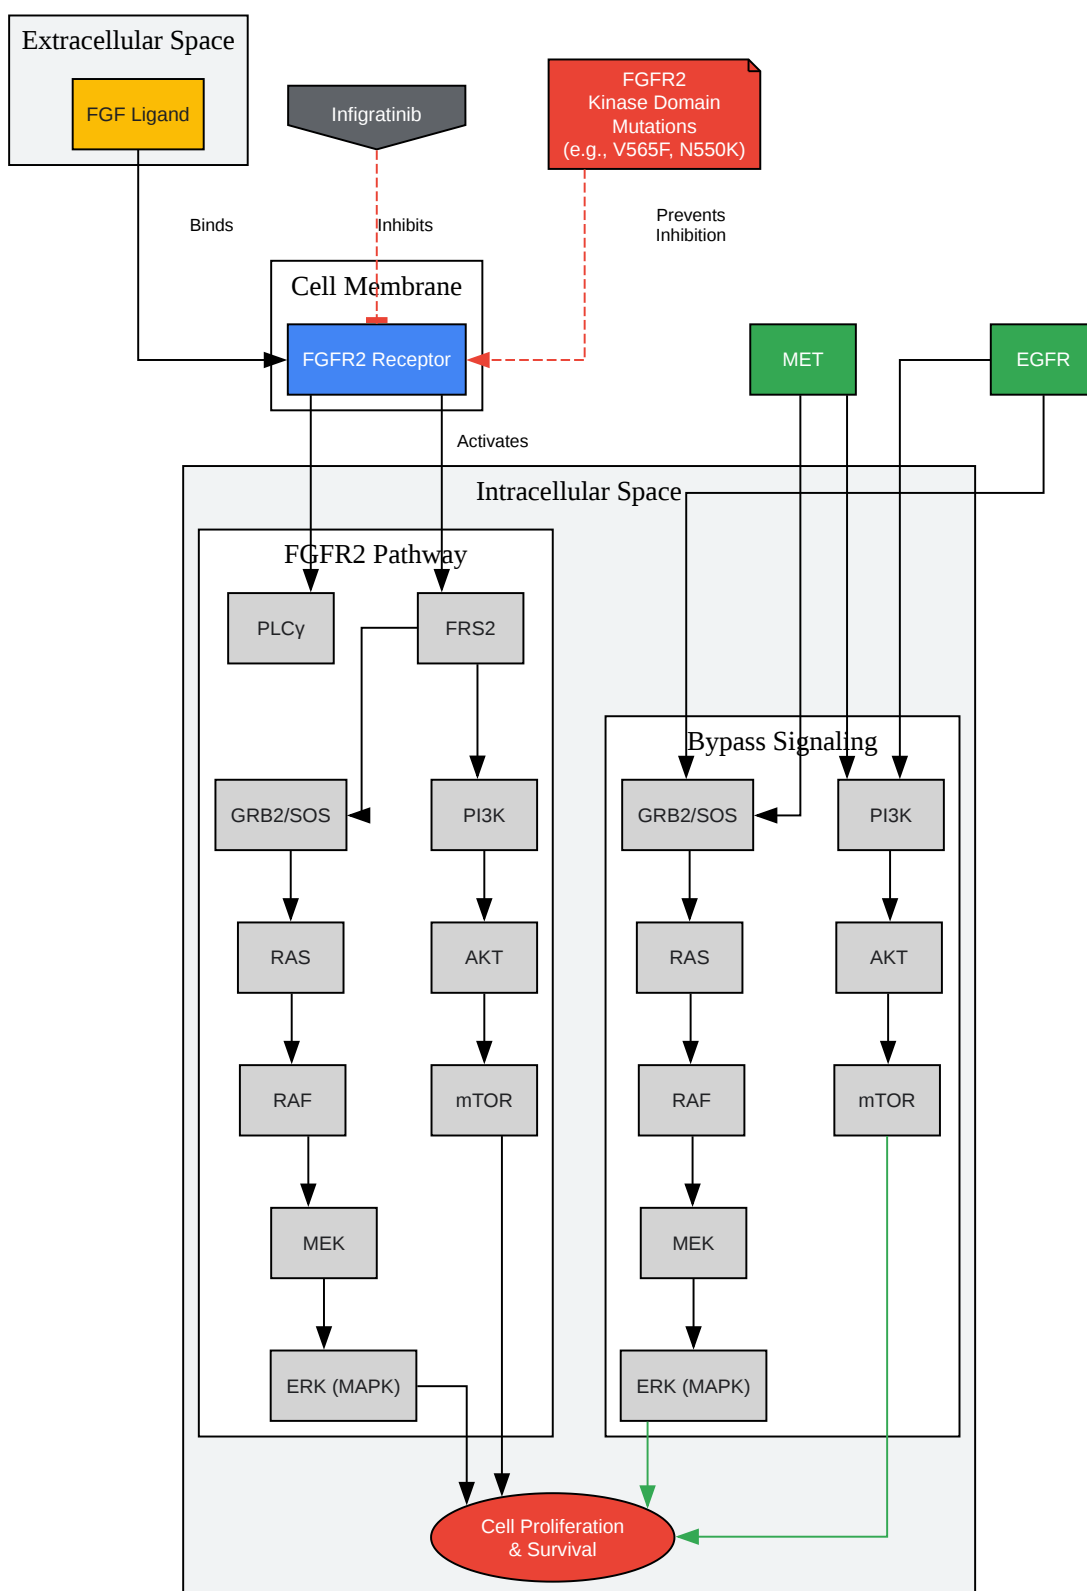 Extracellular Space
FGF Ligand
Infigratinib
FGFR2
Kinase Domain
Mutations
(e.g., V565F, N550K)
Binds
Inhibits
Prevents
Inhibition
Cell Membrane
FGFR2 Receptor
MET
EGFR
Activates
Intracellular Space
FGFR2 Pathway
PLCγ
FRS2
Bypass Signaling
GRB2/SOS
PI3K
GRB2/SOS
PI3K
RAS
AKT
RAS
AKT
RAF
mTOR
RAF
mTOR
MEK
MEK
ERK (MAPK)
ERK (MAPK)
Cell Proliferation
& Survival